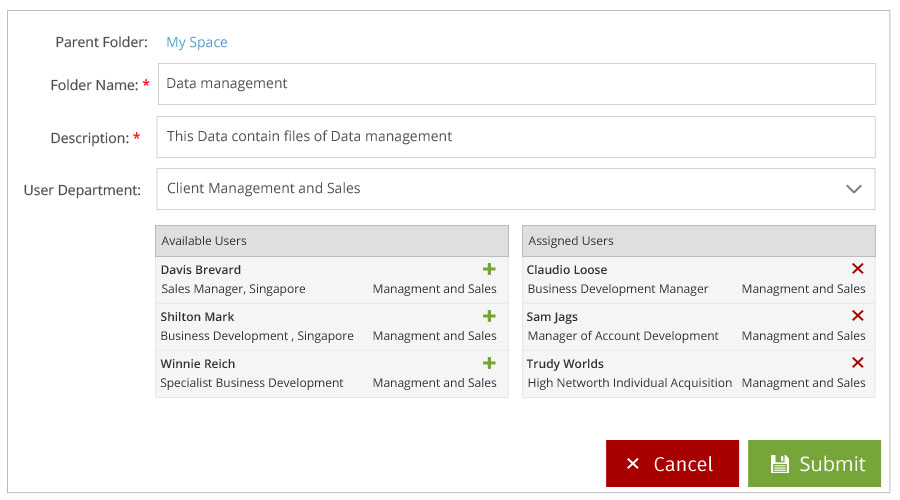 Parent Folder: My Space
Folder Name: * Data management
Description: * This Data contain files of Data management
User Department: Client Management and Sales
Available Users
Davis Brevard
Sales Manager, Singapore Managment and Sales
Shilton Mark
Business Development , Singapore Managment and Sales
Winnie Reich
Specialist Business Development Managment and Sales
Assigned Users
Claudio Loose
Business Development Manager Managment and Sales
Sam Jags
Manager of Account Development Managment and Sales
Trudy Worlds
High Networth Individual Acquisition Managment and Sales
Cancel
Submit